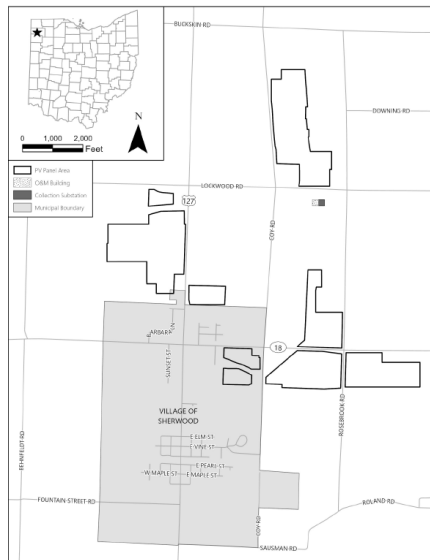 BUCKSKIN RD
N
0 1,000 2,000
Feet
DOWNING RD
PV Panel Area
O&M Building
Collection Substation
Municipal Boundary
LOCKWOOD RD
127
COY RD
18
SUNSET ST
VILLAGE OF
SHERWOOD
ROSEBROOK RD
E ELM ST
E VINE ST
E PEARL ST
W MAPLE ST
E MAPLE ST
FOUNTAIN STREET RD
COY RD
SAUSMAN RD